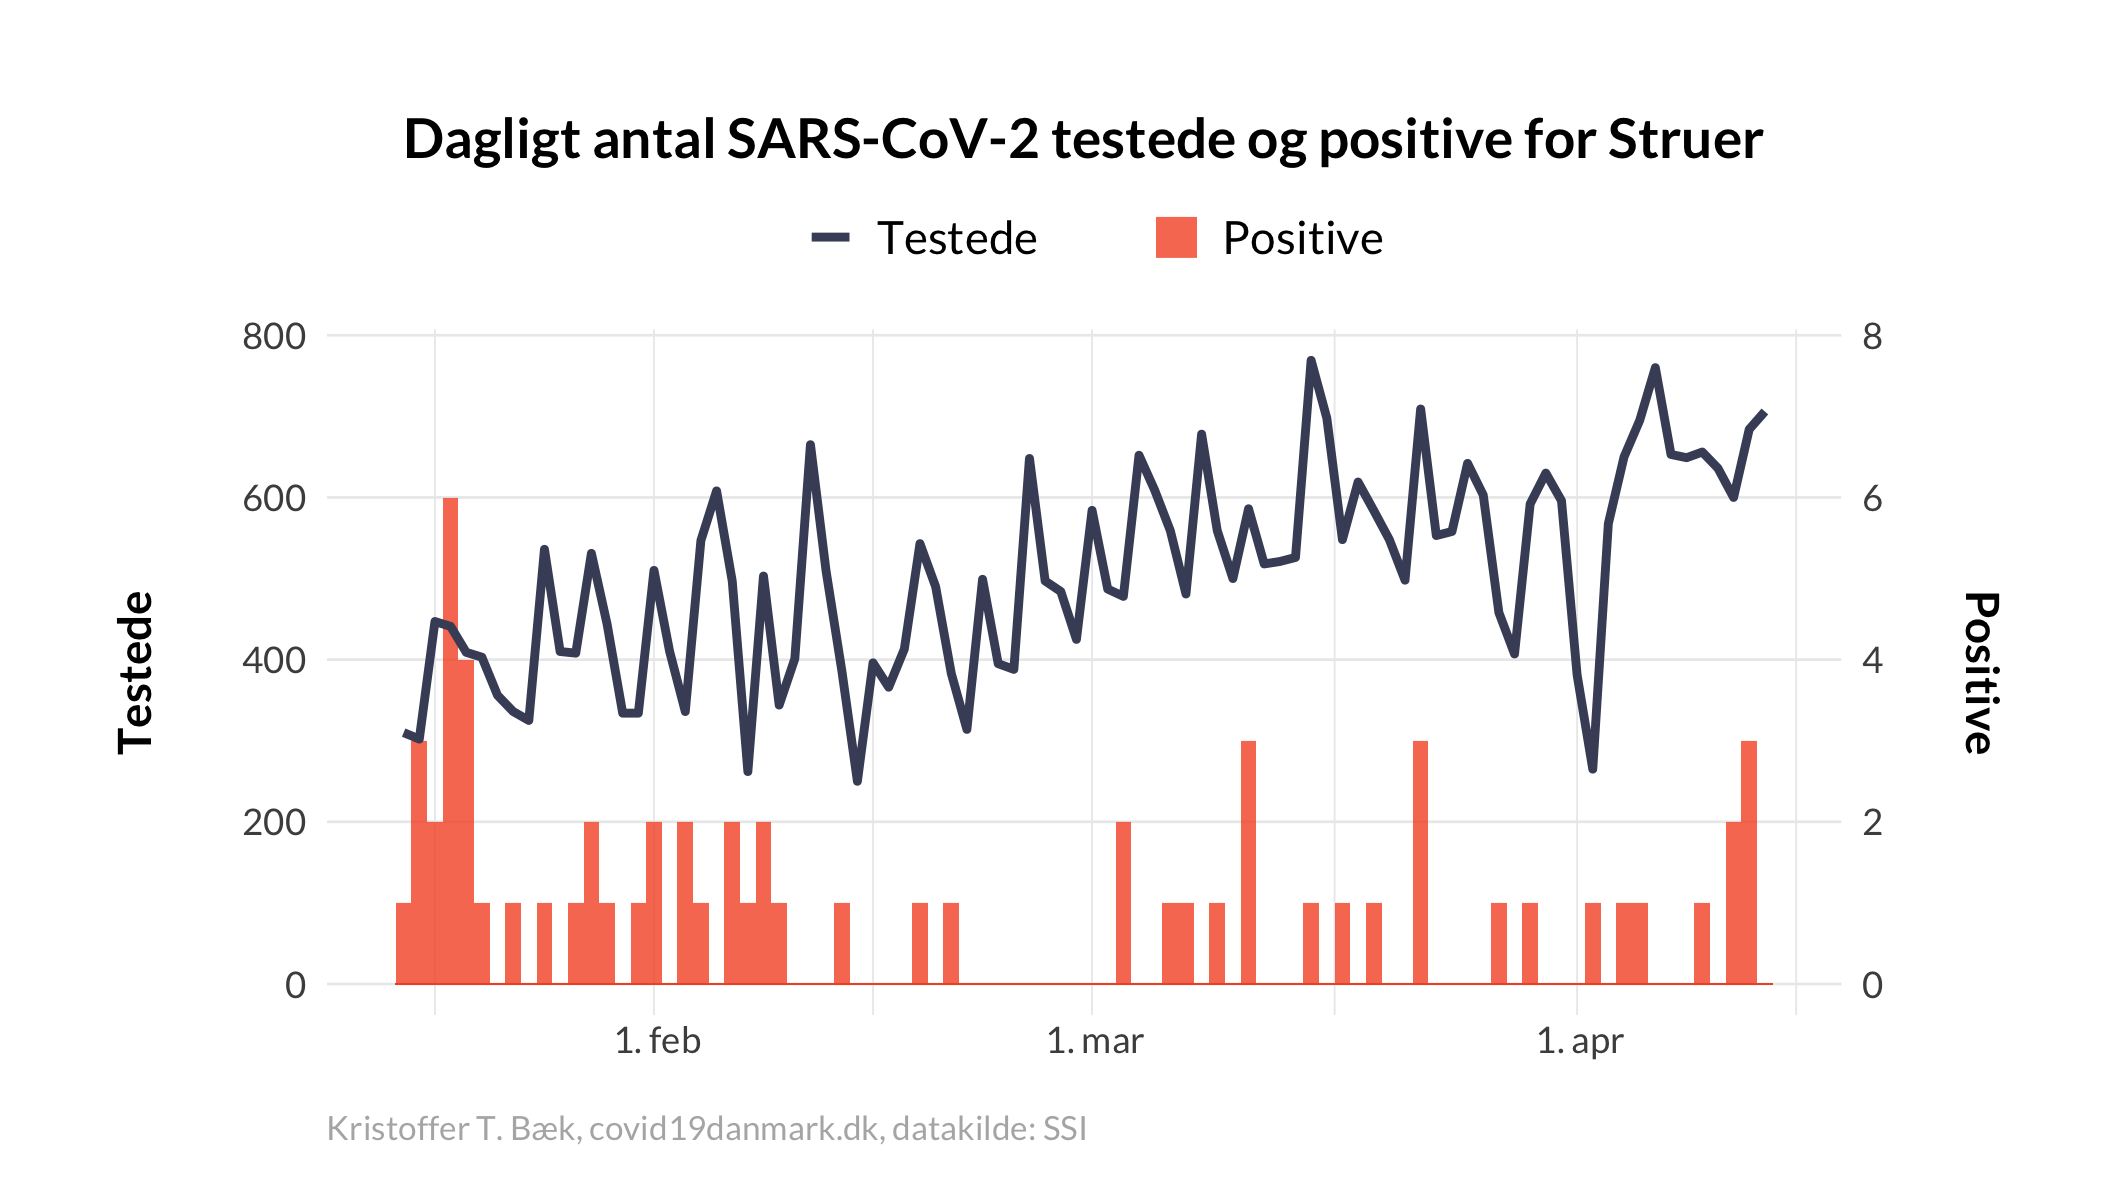 Dagligt antal SARS-CoV-2 testede og positive for Struer
Testede Positive
800 8
600 6
400 4
200 2
0 0
Testede
Positive
1. feb 1. mar 1. apr
Kristoffer T. Bæk, covid19danmark.dk, datakilde: SSI